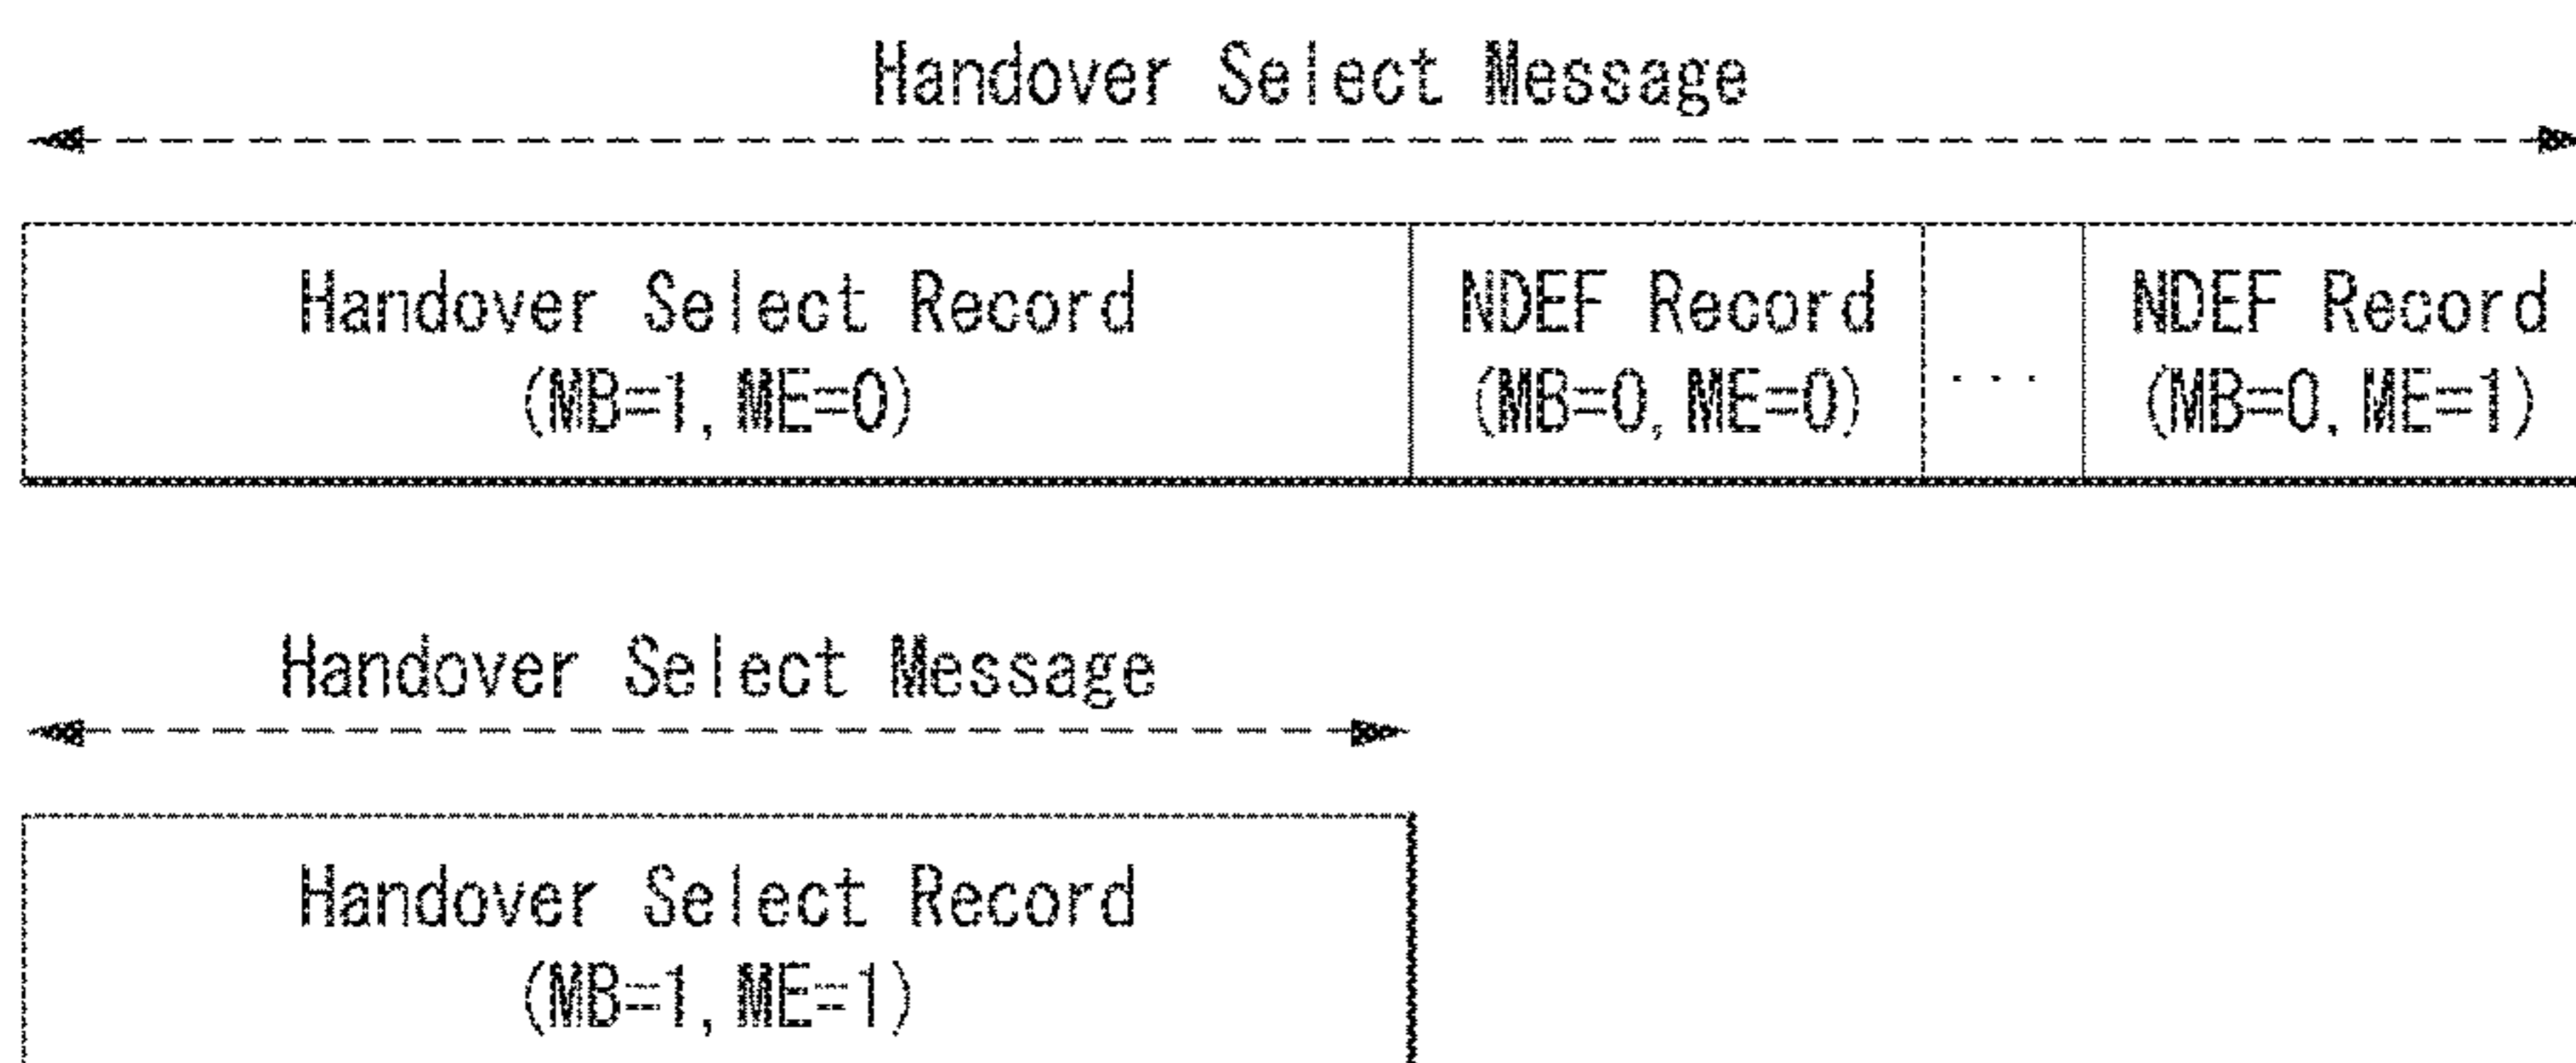 Handover Select Message
Handover Select Record NDEF Record NDEF Record
(MB=1, ME=0) (MB=0, ME=0) ... (MB=0, ME=1)
Handover Select Message
Handover Select Record
(MB=1, ME=1)